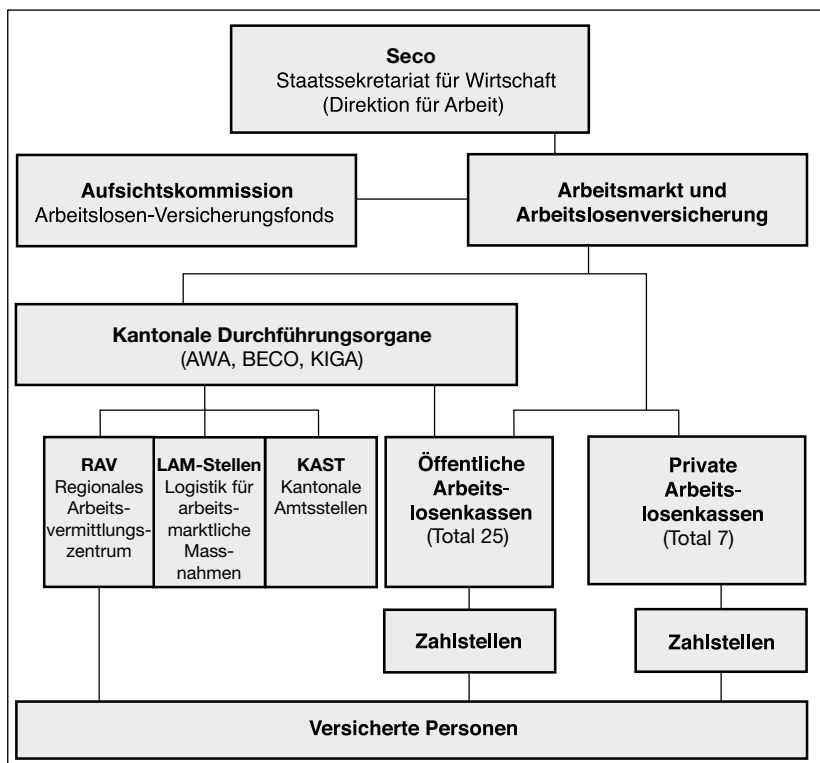 Seco
Staatssekretariat für Wirtschaft
(Direktion für Arbeit)
Aufsichtskommission
Arbeitslosen-Versicherungsfonds
Arbeitsmarkt und
Arbeitslosenversicherung
Kantonale Durchführungsorgane
(AWA, BECO, KIGA)
RAV
Regionales
Arbeits-
vermittlungs-
zentrum
LAM-Stellen
Logistik für
arbeits-
marktliche
Mass-
nahmen
KAST
Kantonale
Amtsstellen
Öffentliche
Arbeits-
losenkassen
(Total 25)
Private
Arbeits-
losenkassen
(Total 7)
Zahlstellen
Zahlstellen
Versicherte Personen